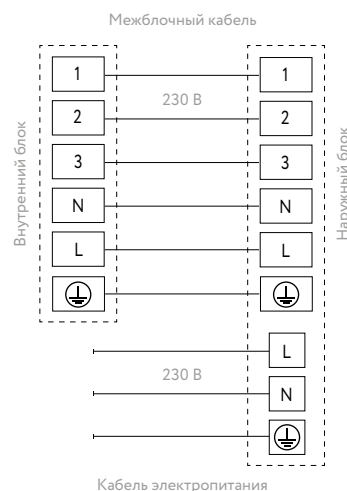 Межблочный кабель
Внутренний блок
Наружный блок
1 1
230 В
2 2
3 3
N N
L L
L
230 В
N
Кабель электропитания